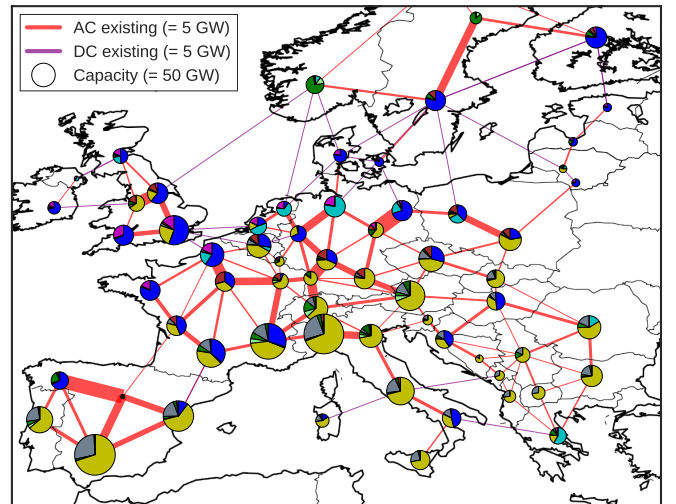 AC existing (= 5 GW)
DC existing (= 5 GW)
Capacity (= 50 GW)